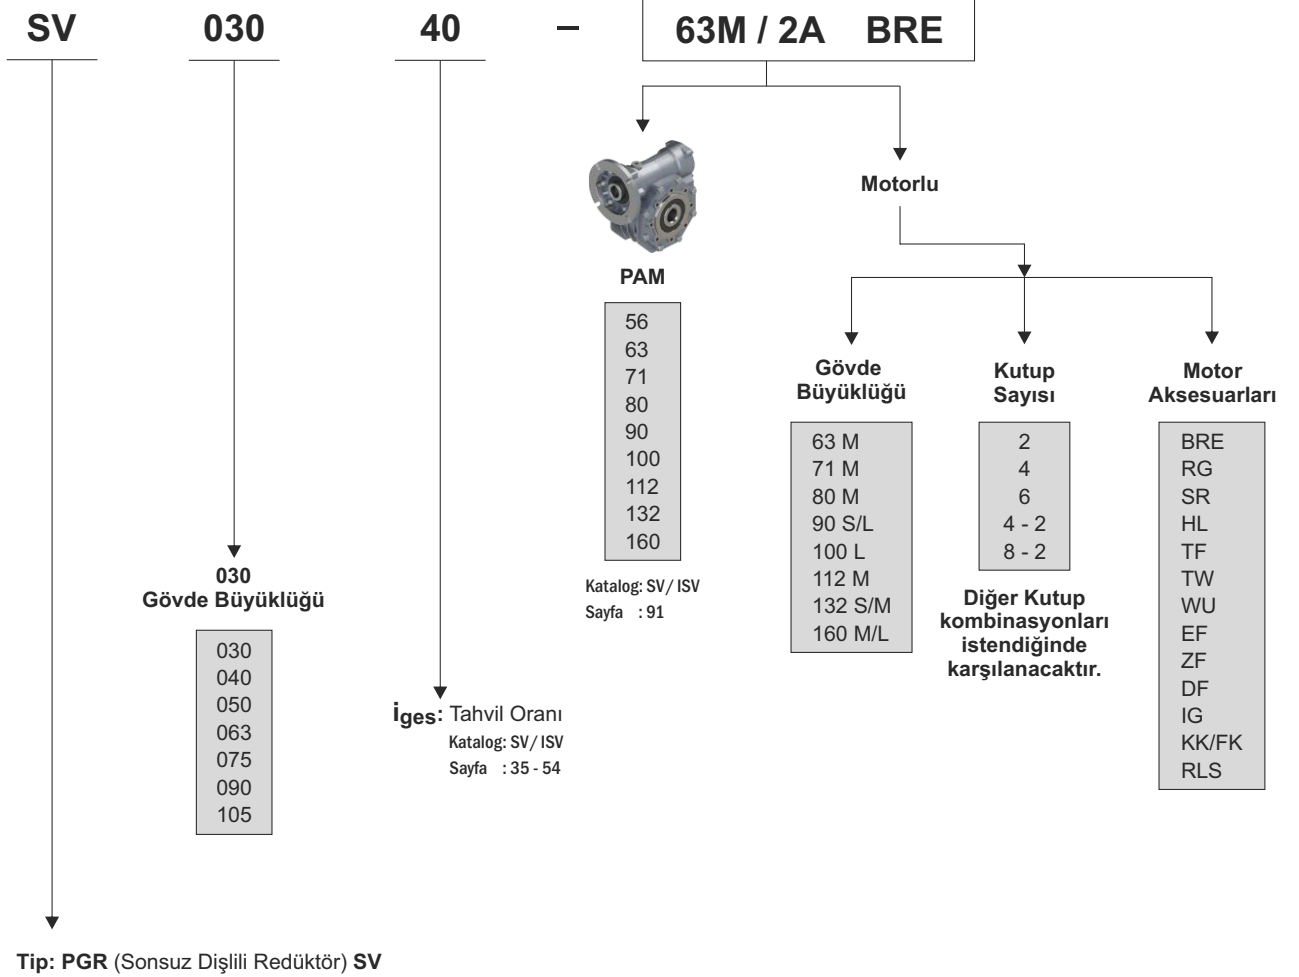 SV 030 40 – 63M / 2A BRE
Motorlu
PAM
56
63
71
80
90
100
112
132
160
Katalog: SV/ ISV
Sayfa : 91
Gövde
Büyüklüğü
63 M
71 M
80 M
90 S/L
100 L
112 M
132 S/M
160 M/L
Kutup
Sayısı
2
4
6
4 - 2
8 - 2
Diğer Kutup
kombinasyonları
istendiğinde
karşılanacaktır.
Motor
Aksesuarları
BRE
RG
SR
HL
TF
TW
WU
EF
ZF
DF
IG
KK/FK
RLS
030
Gövde Büyüklüğü
030
040
050
063
075
090
105
İges: Tahvil Oranı
Katalog: SV/ ISV
Sayfa : 35 - 54
Tip: PGR (Sonsuz Dişlili Redüktör) SV